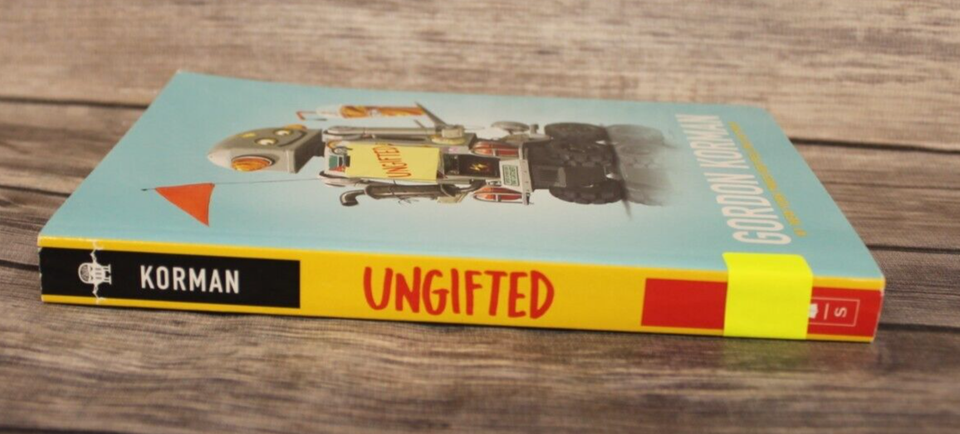 KORMAN
UNGIFTED
S
UNGIFTED
GORDON KORMAN